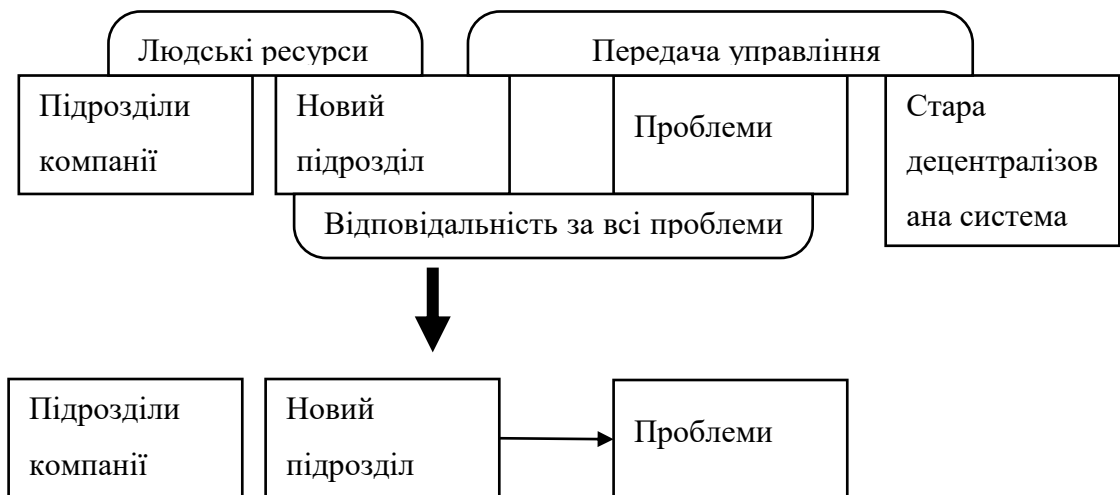 Людські ресурси
Передача управління
Підрозділи
компанії
Новий
підрозділ
Проблеми
Стара
децентралізов
ана система
Відповідальність за всі проблеми
Підрозділи
компанії
Новий
підрозділ
Проблеми